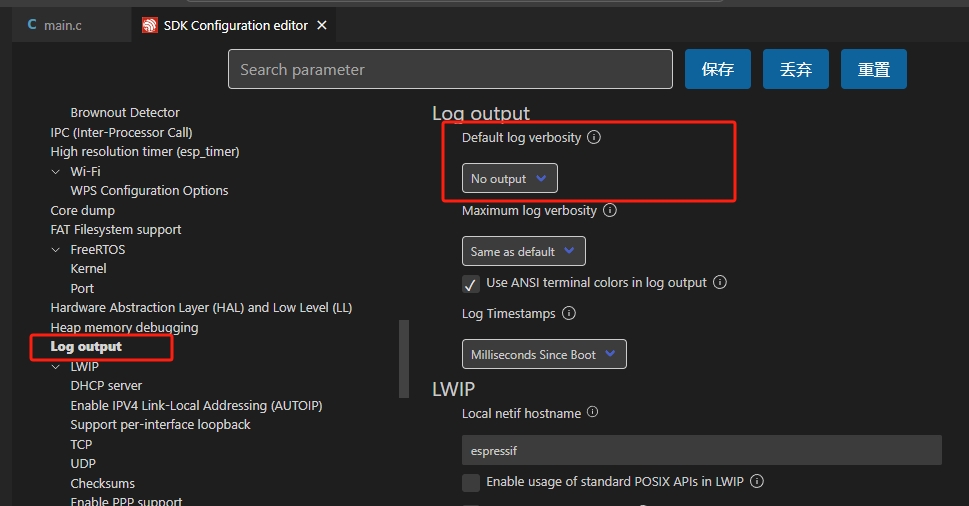 C main.c
SDK Configuration editor
Search parameter
保存
丢弃
重置
Brownout Detector
IPC (Inter-Processor Call)
High resolution timer (esp_timer)
Wi-Fi
WPS Configuration Options
Core dump
FAT Filesystem support
FreeRTOS
Kernel
Port
Hardware Abstraction Layer (HAL) and Low Level (LL)
Heap memory debugging
Log output
LWIP
DHCP server
Enable IPV4 Link-Local Addressing (AUTOIP)
Support per-interface loopback
TCP
UDP
Checksums
Enable PPP support
Log output
Default log verbosity
No output
Maximum log verbosity
Same as default
Use ANSI terminal colors in log output
Log Timestamps
Milliseconds Since Boot
LWIP
Local netif hostname
espressif
Enable usage of standard POSIX APIs in LWIP